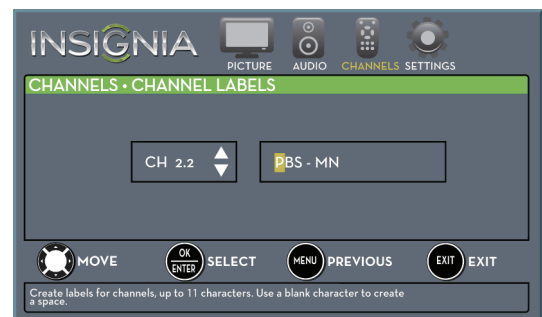 INSIGNIA
PICTURE AUDIO CHANNELS SETTINGS
CHANNELS • CHANNEL LABELS
CH 2.2 PBS - MN
MOVE OK ENTER SELECT MENU PREVIOUS EXIT EXIT
Create labels for channels, up to 11 characters. Use a blank character to create
a space.